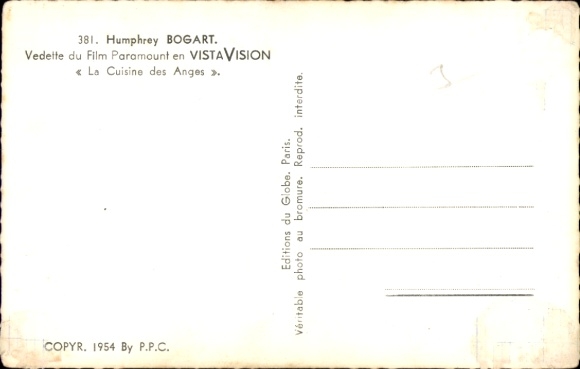 381. Humphrey BOGART.
Vedette du Film Paramount en VISTAVISION
« La Cuisine des Anges ».
Editions du Globe. Paris.
Véritable photo au bromure. Reprod. interdite.
COPYR. 1954 By P.P.C.